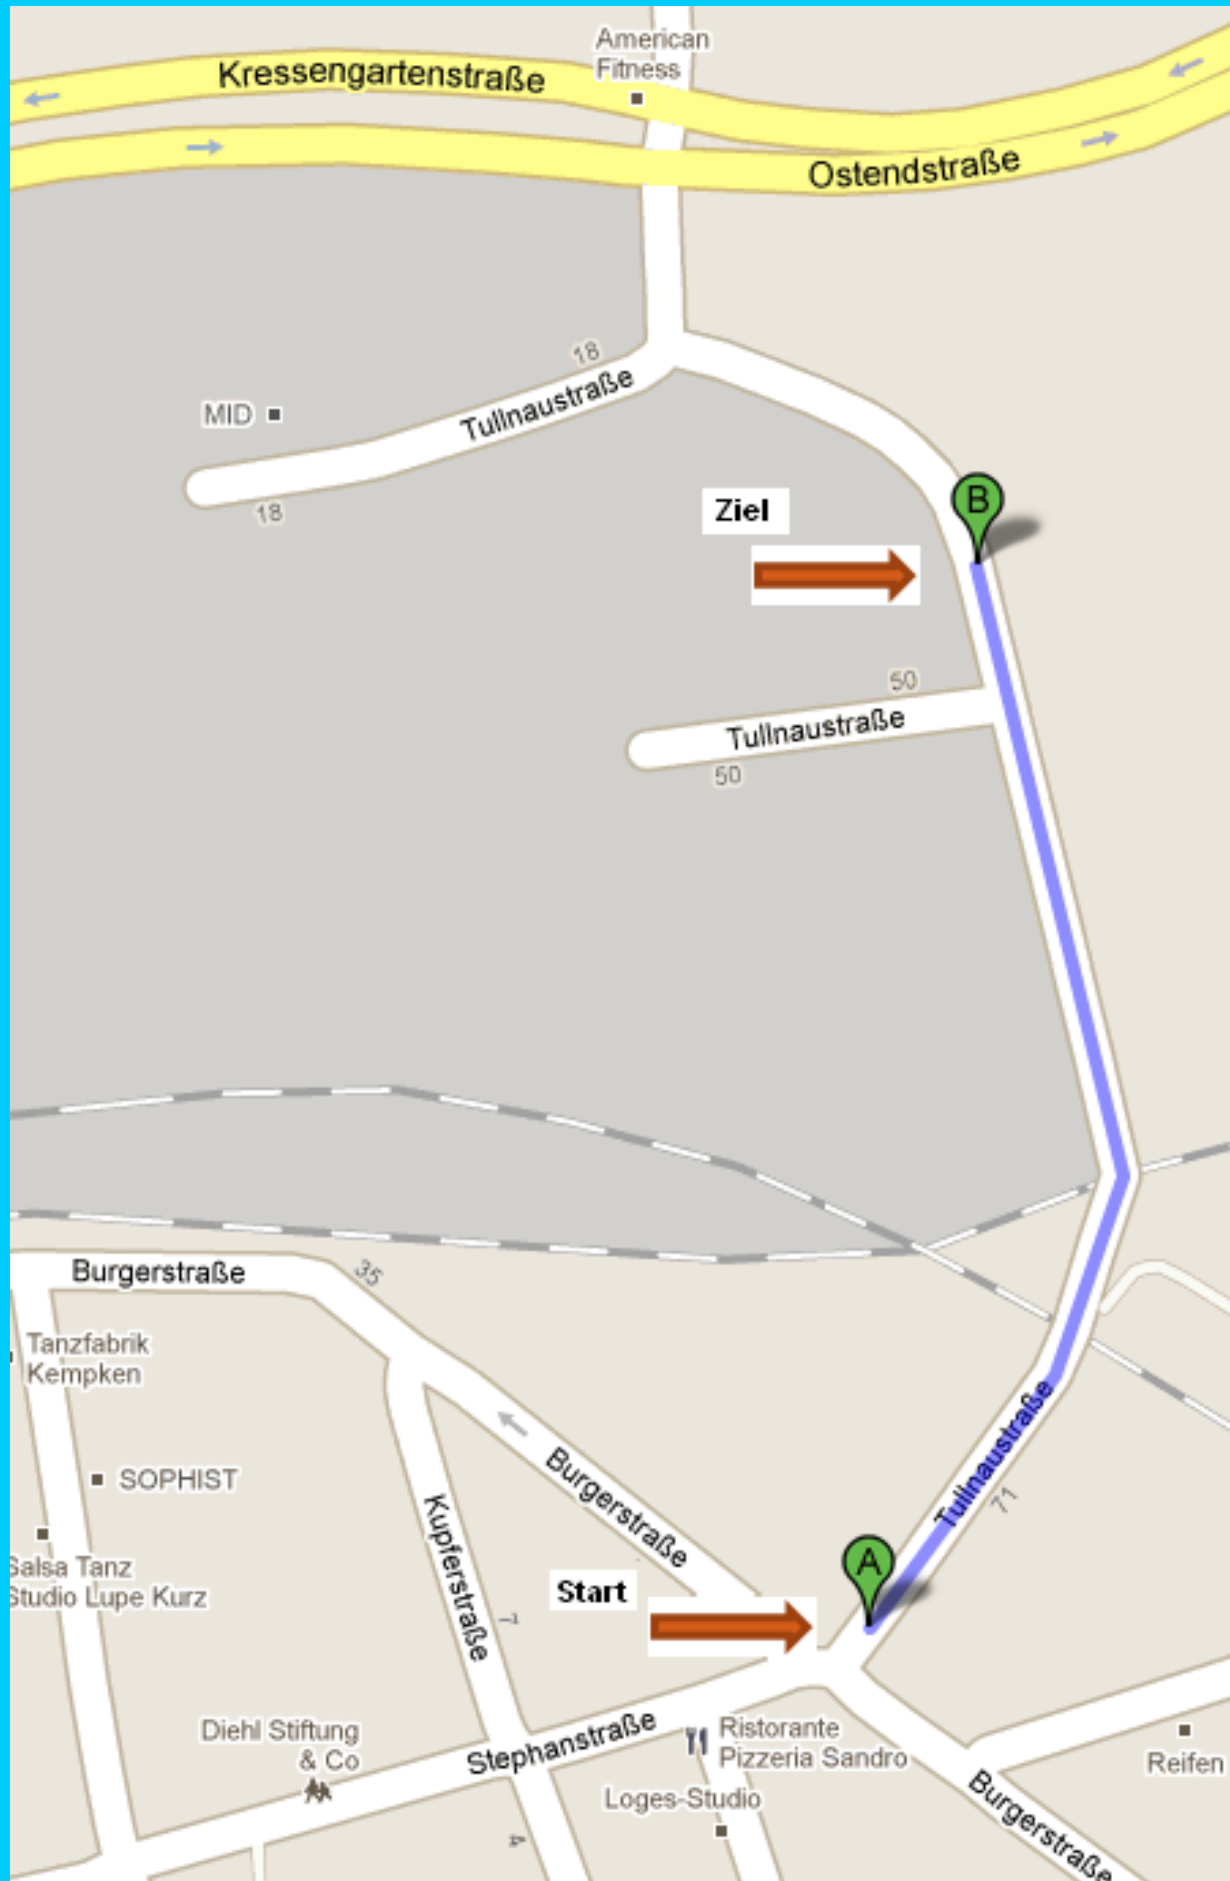 American
Fitness
Kressengartenstraße
Ostendstraße
18
Tullnaustraße
MID
18
B
Ziel
50
Tullnaustraße
50
Burgerstraße
35
Tanzfabrik
Kempken
Tullnaustraße
71
SOPHIST
Burgerstraße
Kupferstraße
Salsa Tanz
Studio Lupe Kurz
A
Start
Diehl Stiftung
& Co
Stephanstraße
Ristorante
Pizzeria Sandro
Reifen
Loges-Studio
Burgerstraße
4